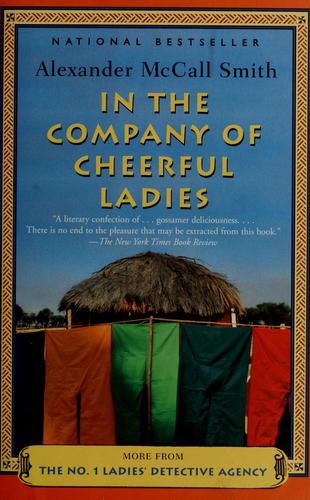 NATIONAL BESTSELLER
Alexander McCall Smith
IN THE
COMPANY OF
CHEERFUL
LADIES
"A literary confection of . . . gossamer deliciousness. . . .
There is no end to the pleasure that may be extracted from this book."
—The New York Times Book Review
MORE FROM
THE NO. 1 LADIES' DETECTIVE AGENCY